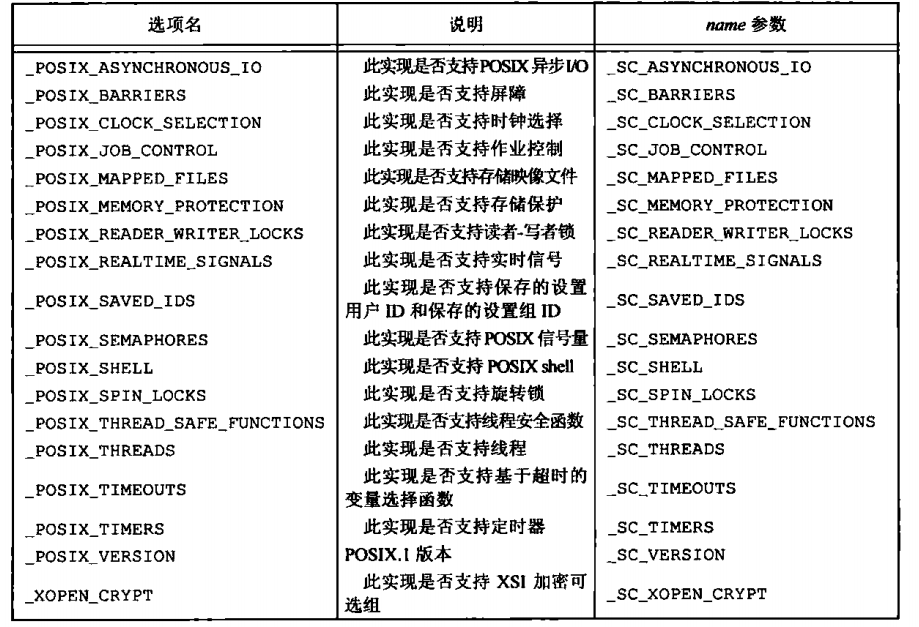 选项名 说明 name 参数
_POSIX_ASYNCHRONOUS_IO 此实现是否支持POSIX 异步I/O _SC_ASYNCHRONOUS_IO
_POSIX_BARRIERS 此实现是否支持屏障 _SC_BARRIERS
_POSIX_CLOCK_SELECTION 此实现是否支持时钟选择 _SC_CLOCK_SELECTION
_POSIX_JOB_CONTROL 此实现是否支持作业控制 _SC_JOB_CONTROL
_POSIX_MAPPED_FILES 此实现是否支持存储映像文件 _SC_MAPPED_FILES
_POSIX_MEMORY_PROTECTION 此实现是否支持存储保护 _SC_MEMORY_PROTECTION
_POSIX_READER_WRITER_LOCKS 此实现是否支持读者-写者锁 _SC_READER_WRITER_LOCKS
_POSIX_REALTIME_SIGNALS 此实现是否支持实时信号 _SC_REALTIME_SIGNALS
_POSIX_SAVED_IDS 此实现是否支持保存的设置
用户 ID 和保存的设置组 ID _SC_SAVED_IDS
_POSIX_SEMAPHORES 此实现是否支持 POSIX 信号量 _SC_SEMAPHORES
_POSIX_SHELL 此实现是否支持 POSIX shell _SC_SHELL
_POSIX_SPIN_LOCKS 此实现是否支持旋转锁 _SC_SPIN_LOCKS
_POSIX_THREAD_SAFE_FUNCTIONS 此实现是否支持线程安全函数 _SC_THREAD_SAFE_FUNCTIONS
_POSIX_THREADS 此实现是否支持线程 _SC_THREADS
_POSIX_TIMEOUTS 此实现是否支持基于超时的
变量选择函数 _SC_TIMEOUTS
_POSIX_TIMERS 此实现是否支持定时器 _SC_TIMERS
_POSIX_VERSION POSIX.1 版本 _SC_VERSION
_XOPEN_CRYPT 此实现是否支持 XSI 加密可
选组 _SC_XOPEN_CRYPT